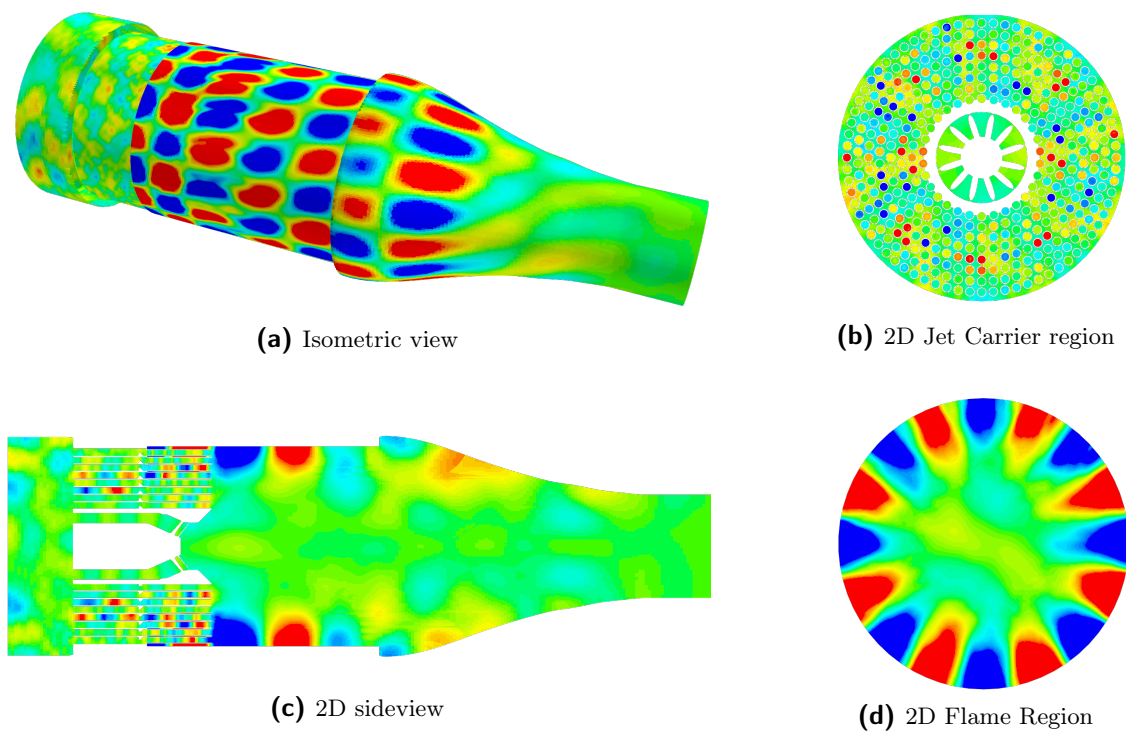 (a) Isometric view
(b) 2D Jet Carrier region
(c) 2D sideview
(d) 2D Flame Region